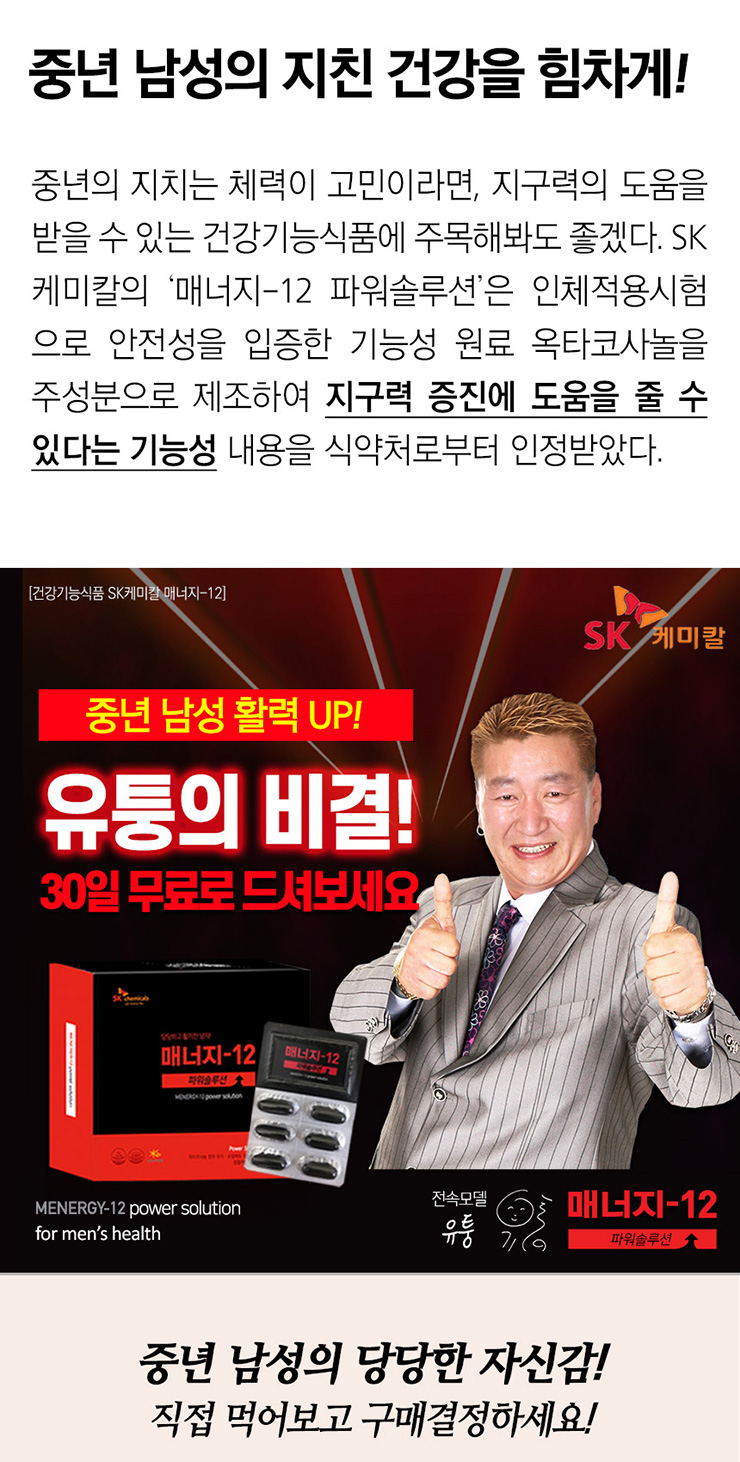 중년 남성의 지친 건강을 힘차게!
중년의 지치는 체력이 고민이라면, 지구력의 도움을
받을 수 있는 건강기능식품에 주목해봐도 좋겠다. SK
케미칼의 ‘매너지-12 파워솔루션’은 인체적용시험
으로 안전성을 입증한 기능성 원료 옥타코사놀을
주성분으로 제조하여 지구력 증진에 도움을 줄 수
있다는 기능성 내용을 식약처로부터 인정받았다.
[건강기능식품 SK케미칼 매너지-12]
SK 케미칼
중년 남성 활력 UP!
유퉁의 비결!
30일 무료로 드셔보세요
SK chemicals
매너지-12
파워솔루션
MENERGY-12 power solution
매너지-12
파워솔루션
MENERGY-12 power solution
for men’s health
전속모델
유퉁
매너지-12
파워솔루션
중년 남성의 당당한 자신감!
직접 먹어보고 구매결정하세요!